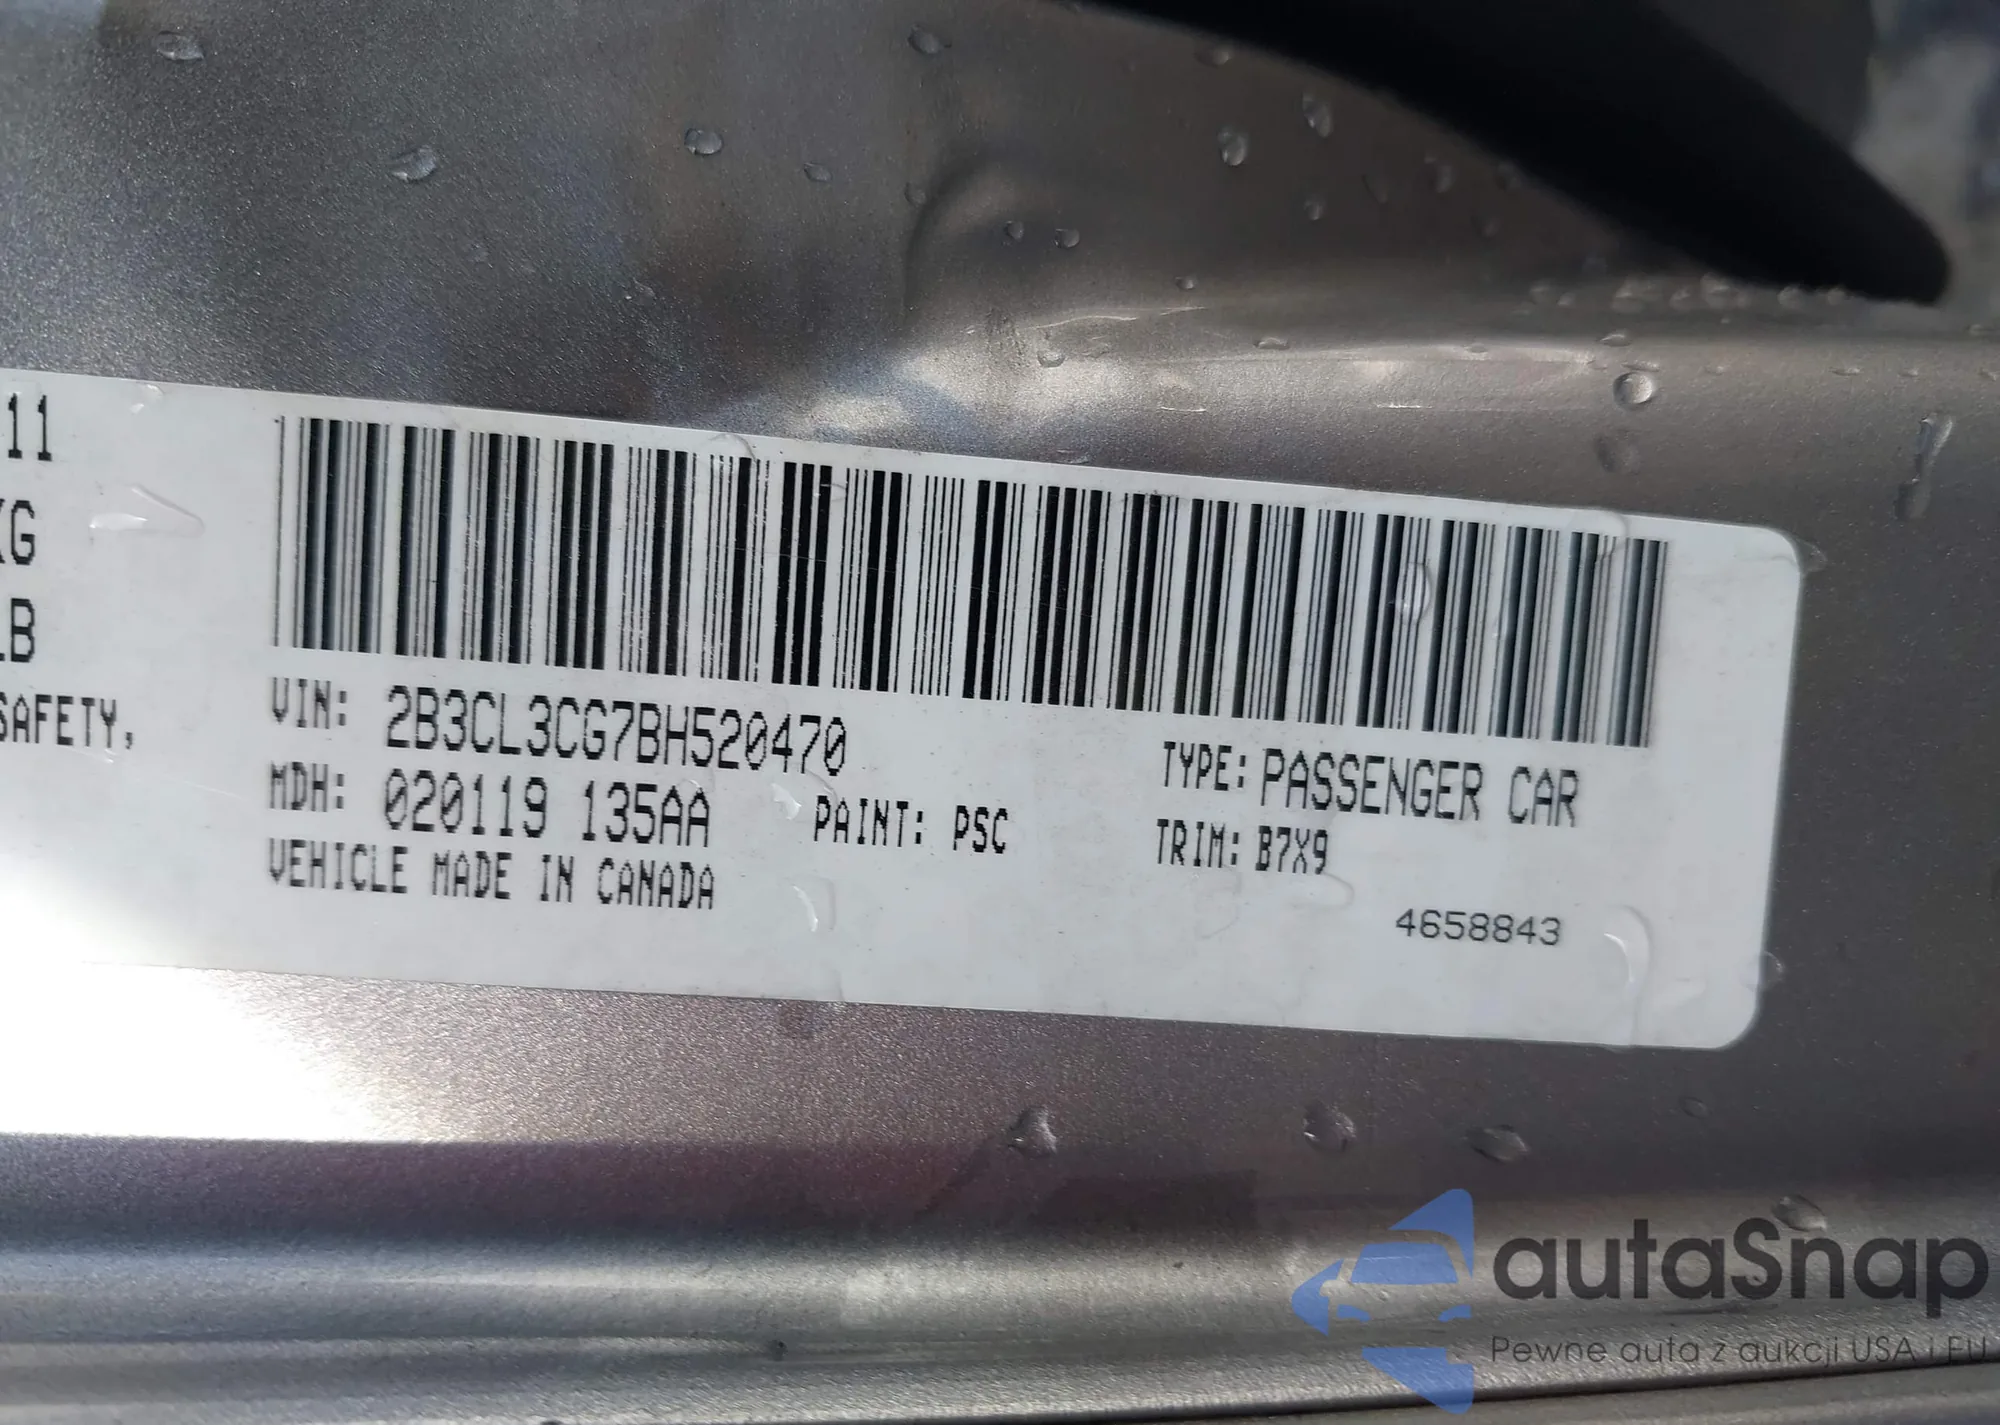 11
KG
LB
SAFETY,
VIN: 2B3CL3CG7BH520470
MDH: 020119 135AA
PAINT: PSC
VEHICLE MADE IN CANADA
TYPE: PASSENGER CAR
TRIM: B7X9
4658843
autaSnap
Pewne auta z aukcji USA i EU